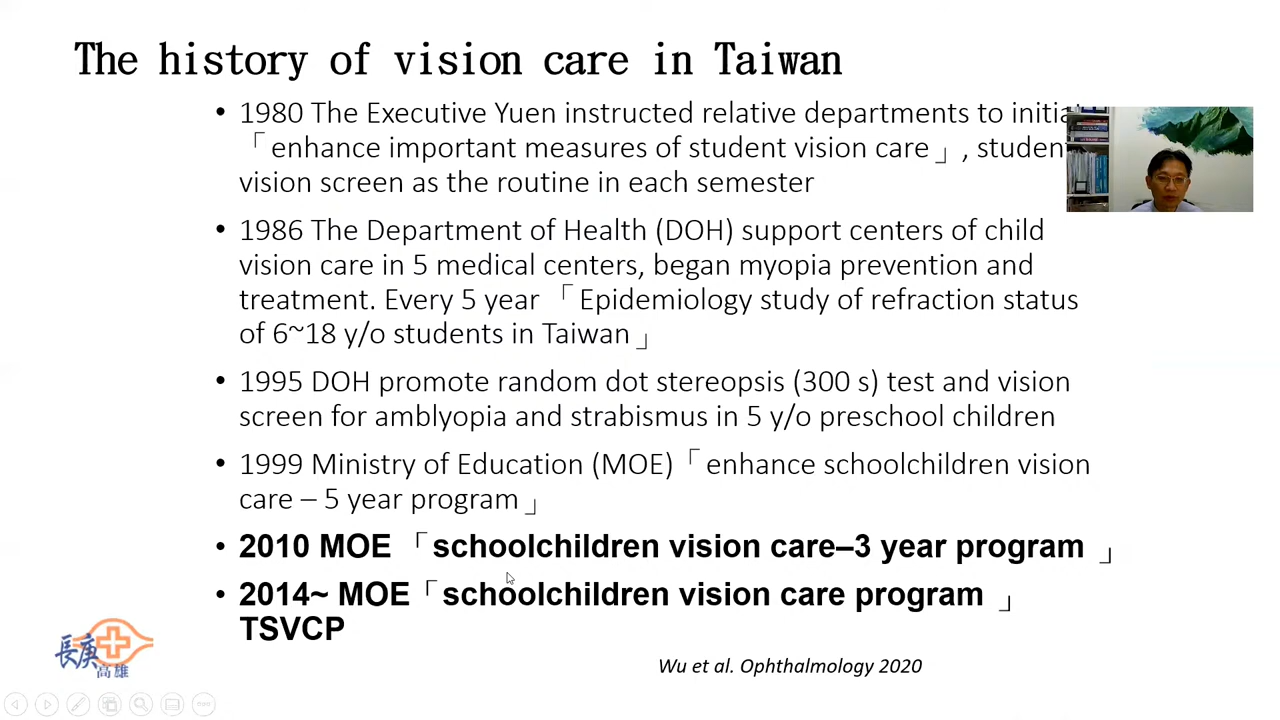 The history of vision care in Taiwan
• 1980 The Executive Yuen instructed relative departments to initia
「enhance important measures of student vision care」, studen
vision screen as the routine in each semester
• 1986 The Department of Health (DOH) support centers of child
vision care in 5 medical centers, began myopia prevention and
treatment. Every 5 year 「Epidemiology study of refraction status
of 6~18 y/o students in Taiwan」
• 1995 DOH promote random dot stereopsis (300 s) test and vision
screen for amblyopia and strabismus in 5 y/o preschool children
• 1999 Ministry of Education (MOE)「enhance schoolchildren vision
care – 5 year program」
• 2010 MOE 「schoolchildren vision care–3 year program 」
• 2014~ MOE「schoolchildren vision care program 」
TSVCP
長庚
高雄
Wu et al. Ophthalmology 2020